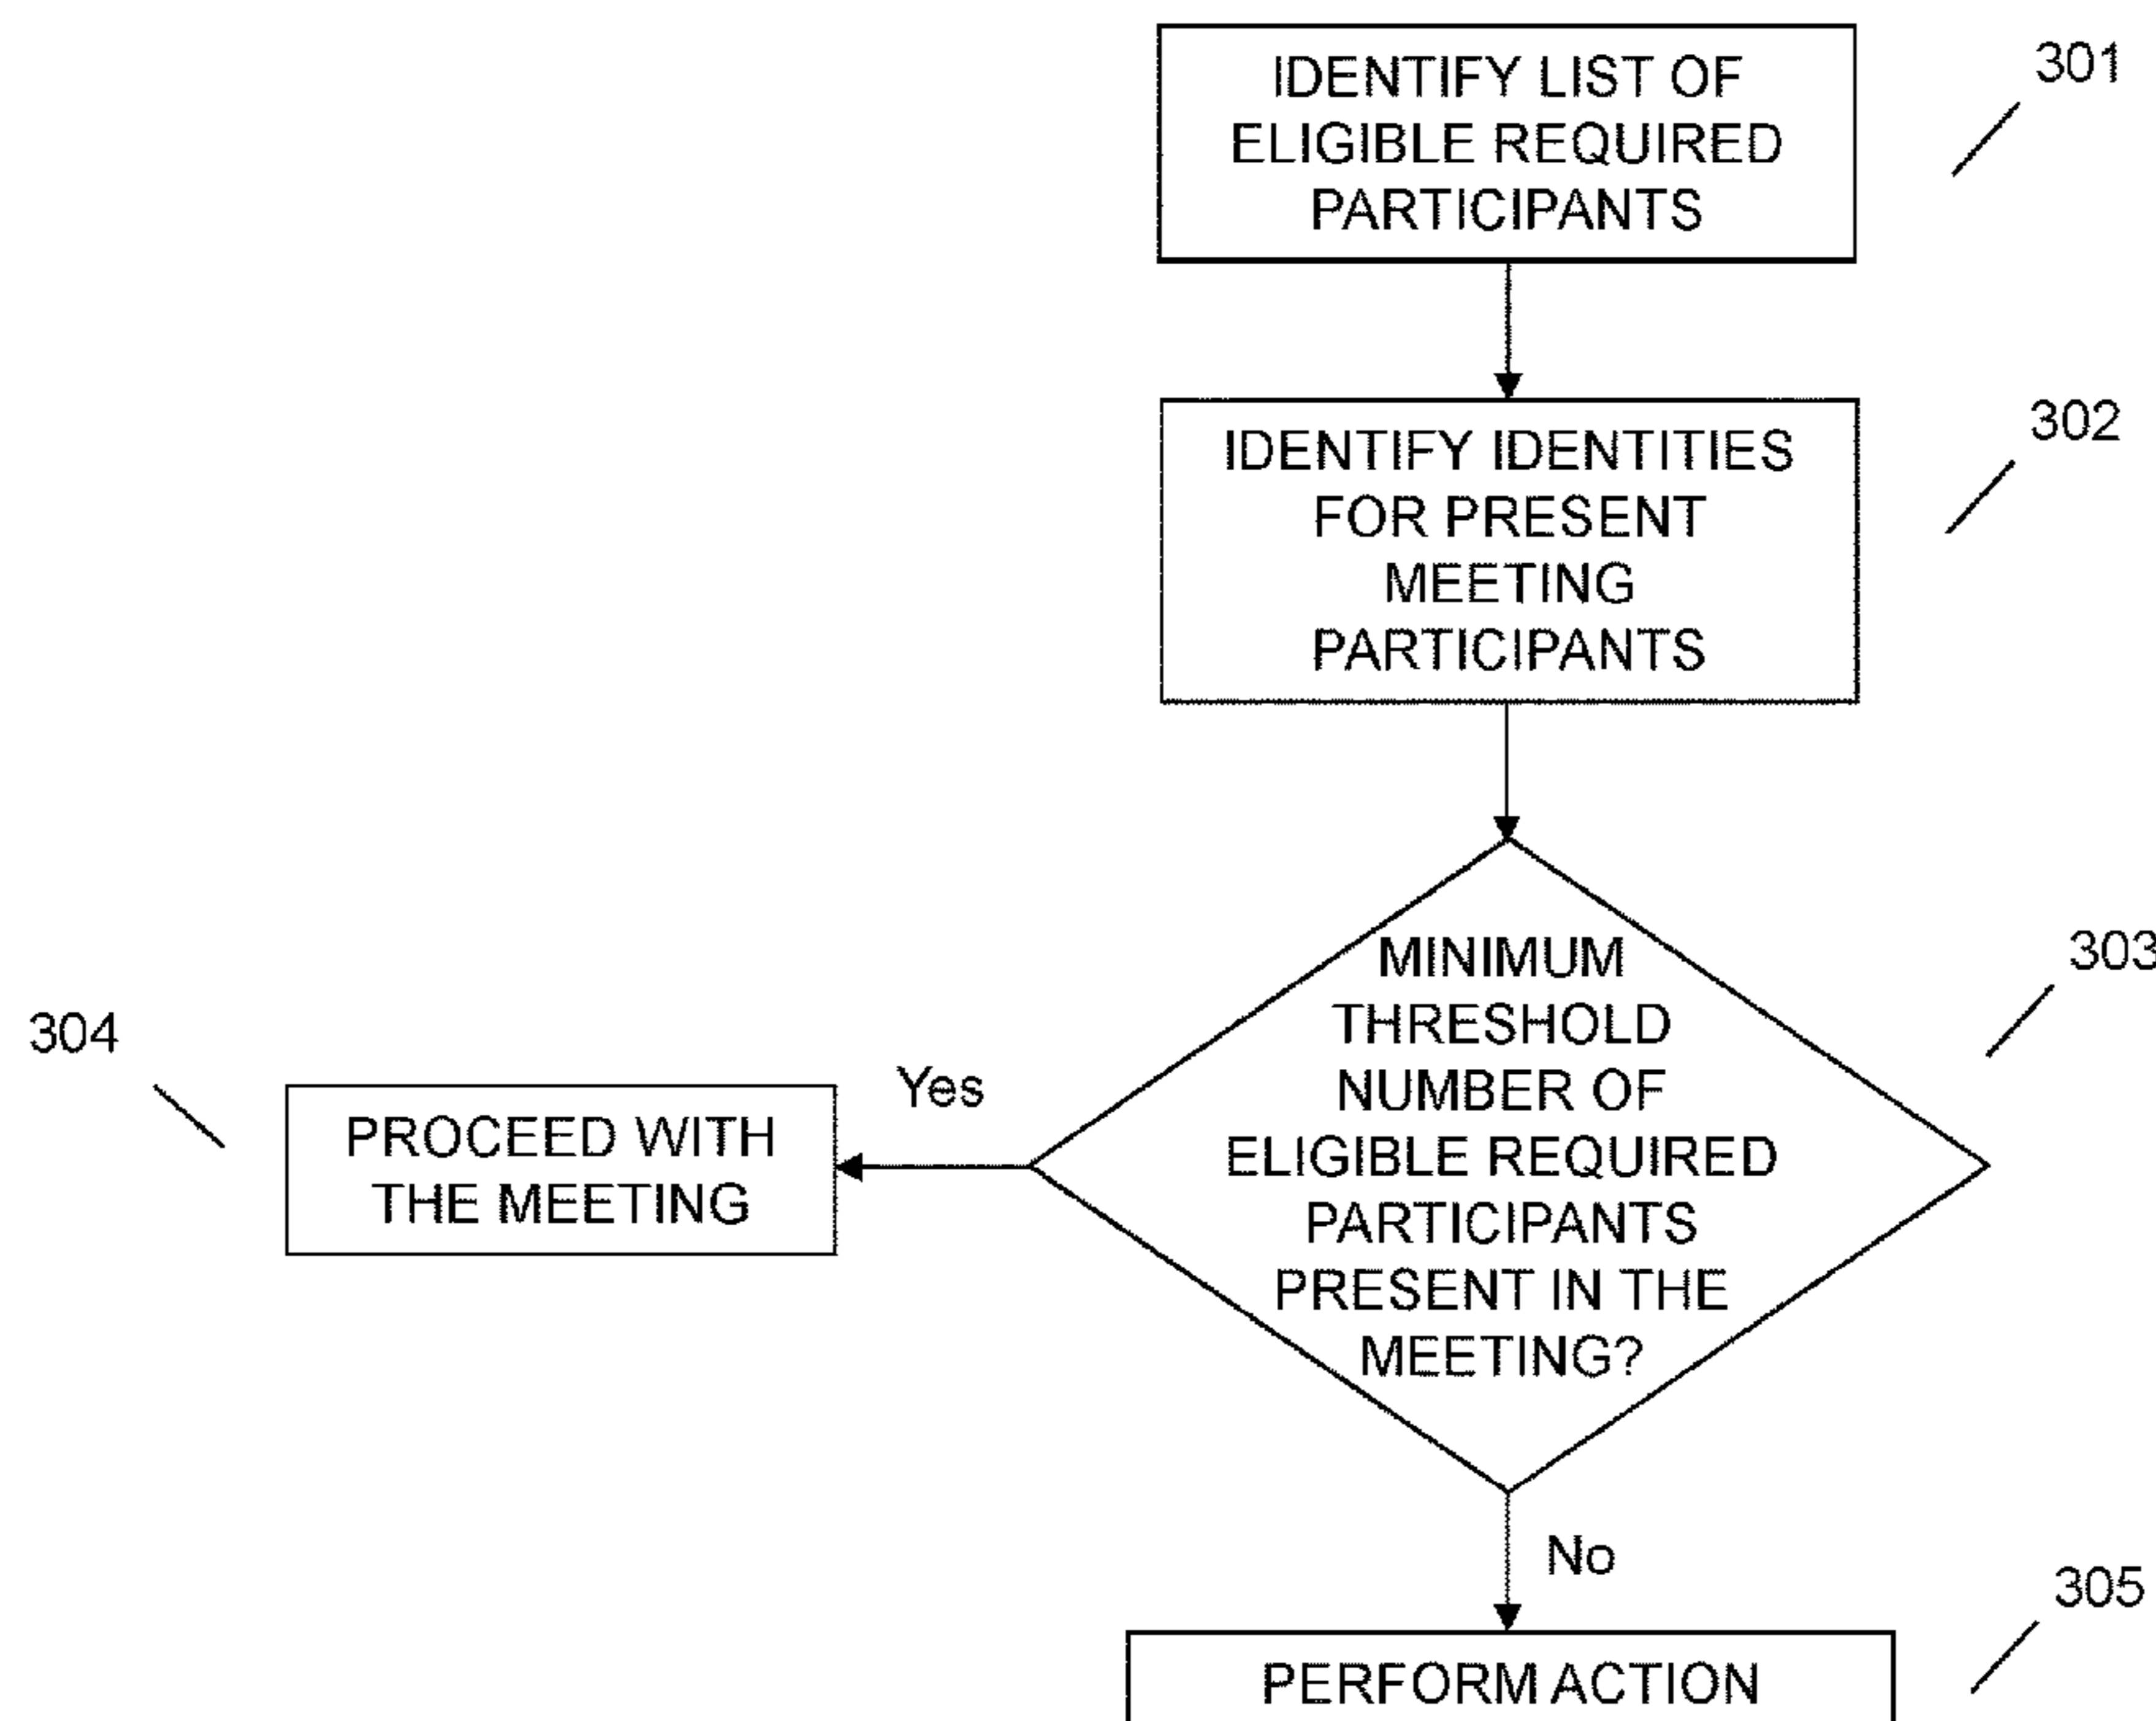 IDENTIFY LIST OF
ELIGIBLE REQUIRED
PARTICIPANTS
301
IDENTIFY IDENTITIES
FOR PRESENT
MEETING
PARTICIPANTS
302
MINIMUM
THRESHOLD
NUMBER OF
ELIGIBLE REQUIRED
PARTICIPANTS
PRESENT IN THE
MEETING?
303
Yes
304
PROCEED WITH
THE MEETING
No
305
PERFORM ACTION